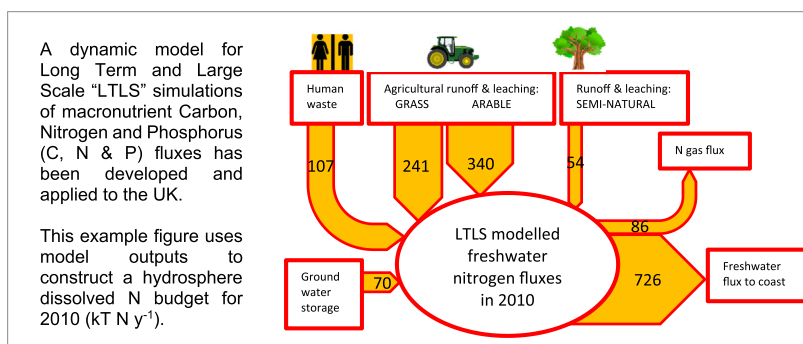 A dynamic model for
Long Term and Large
Scale “LTLS” simulations
of macronutrient Carbon,
Nitrogen and Phosphorus
(C, N & P) fluxes has
been developed and
applied to the UK.
This example figure uses
model outputs to
construct a hydrosphere
dissolved N budget for
2010 (kT N y⁻¹).
Human
waste
Agricultural runoff & leaching:
GRASS ARABLE
Runoff & leaching:
SEMI-NATURAL
N gas flux
107
241
340
54
86
LTLS modelled
freshwater
nitrogen fluxes
in 2010
Ground
water
storage
70
726
Freshwater
flux to coast